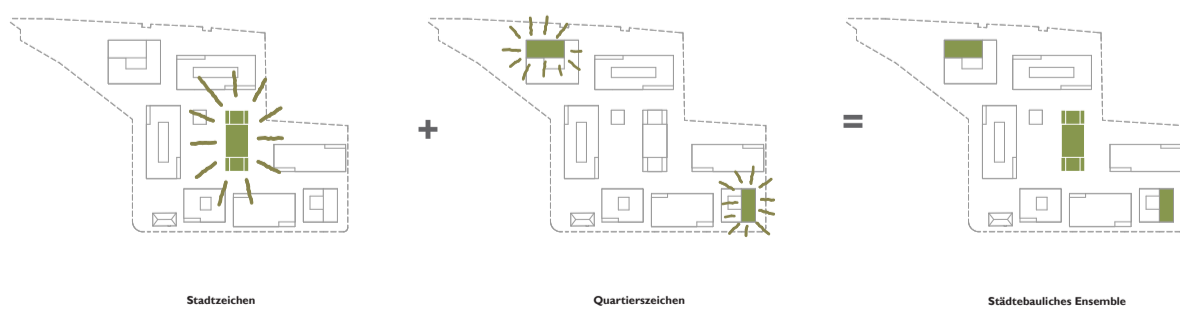 +
=
Stadtzeichen
Quartierszeichen
Städtebauliches Ensemble